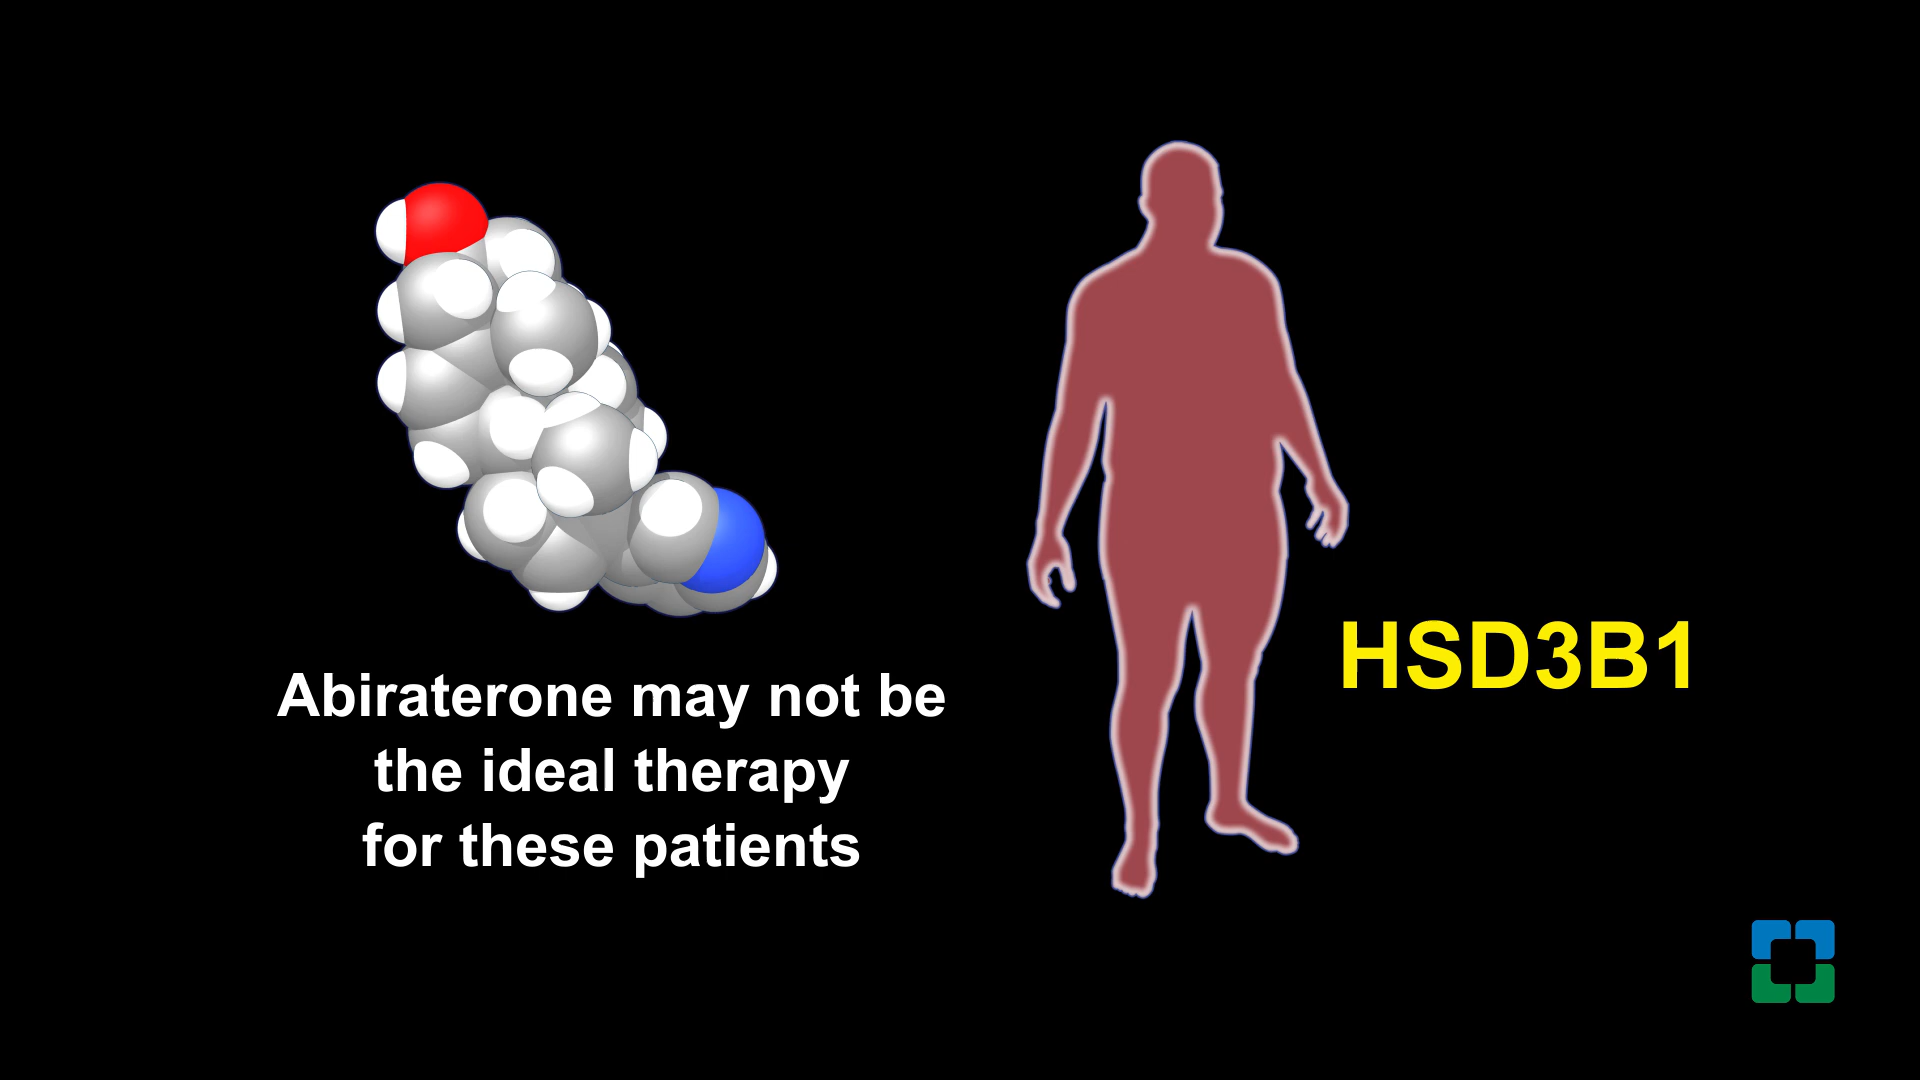 Abiraterone may not be
the ideal therapy
for these patients
HSD3B1